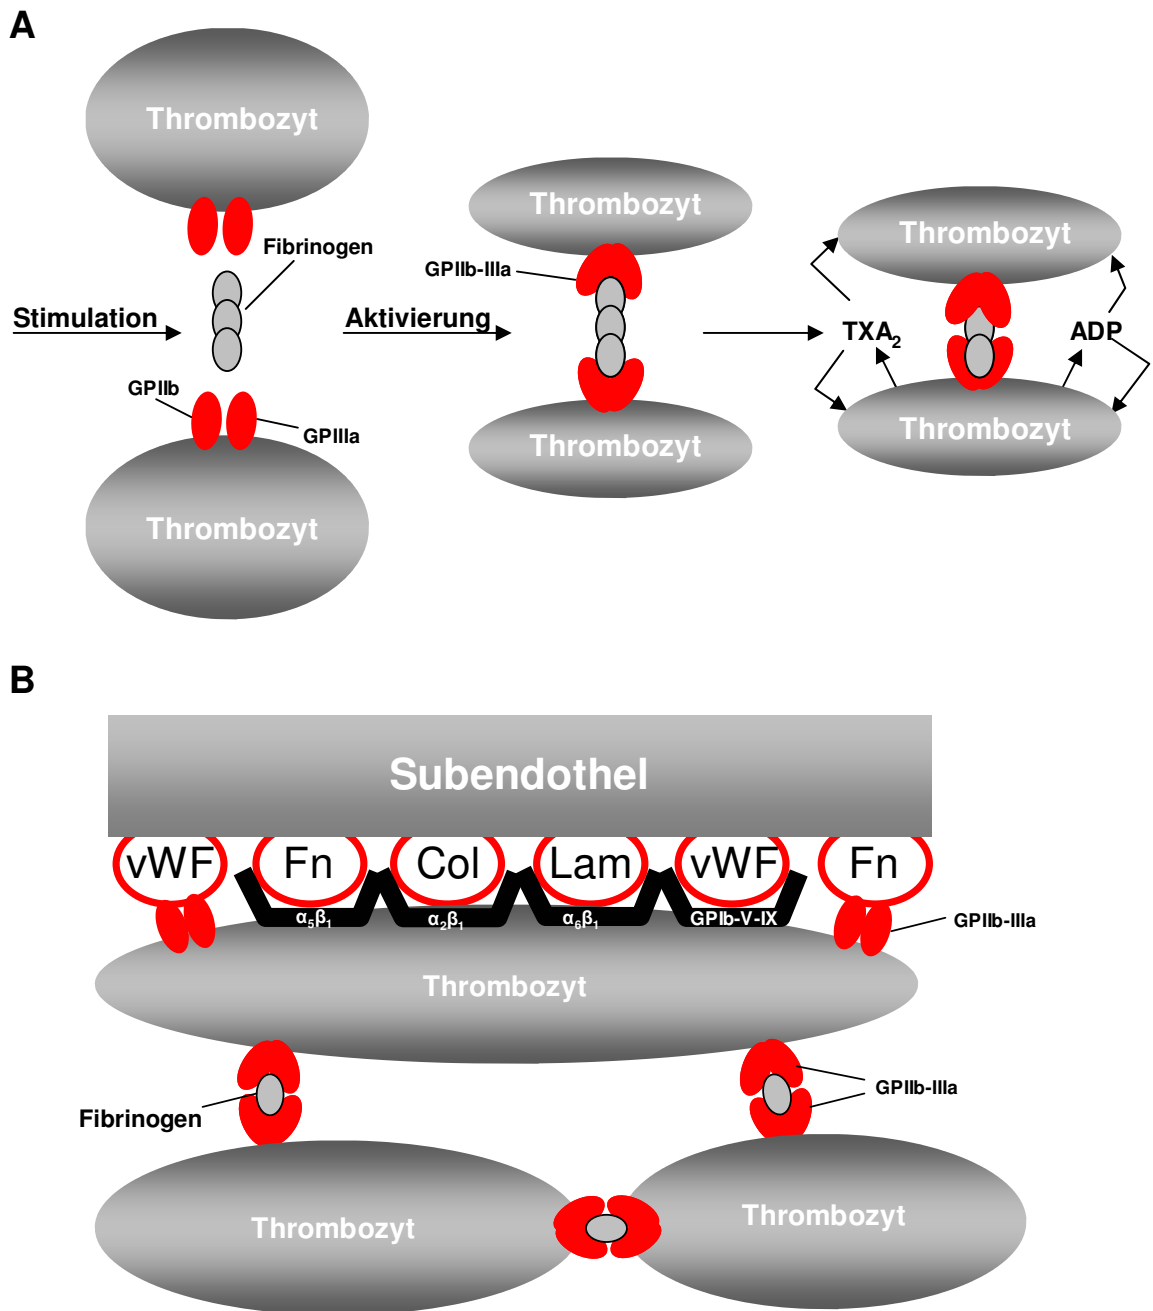 A
Thrombozyt
Fibrinogen
Stimulation
GPIIb
GPIIIa
Thrombozyt
Aktivierung
Thrombozyt
GPIIb-IIIa
Thrombozyt
Thrombozyt
TXA₂
ADP
Thrombozyt
B
Subendothel
vWF Fn Col Lam vWF Fn
α₅β₁ α₂β₁ α₆β₁ GPIb-V-IX
GPIIb-IIIa
Thrombozyt
Fibrinogen
GPIIb-IIIa
Thrombozyt
Thrombozyt